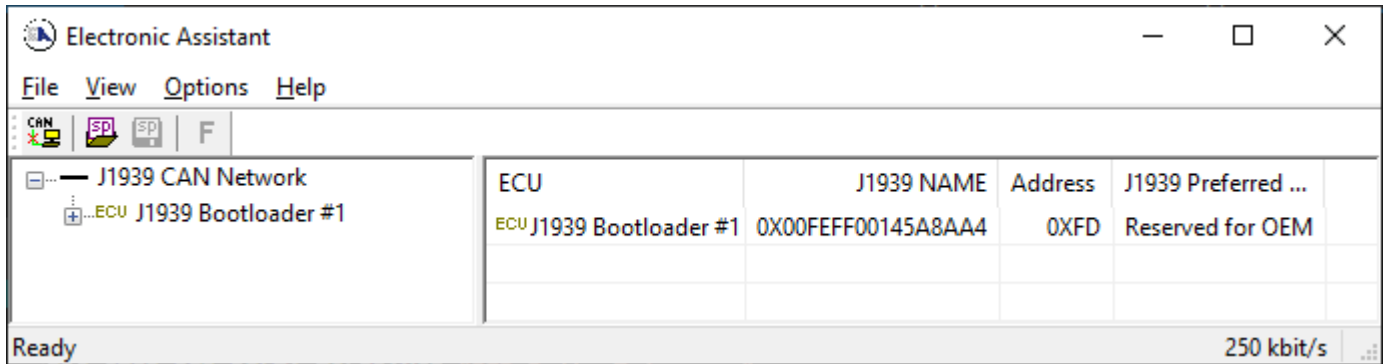 Electronic Assistant
File View Options Help
CAN SP SP F
J1939 CAN Network
ECU J1939 Bootloader #1
ECU J1939 NAME Address J1939 Preferred ...
ECU J1939 Bootloader #1 0X00FEFF00145A8AA4 0XFD Reserved for OEM
Ready 250 kbit/s